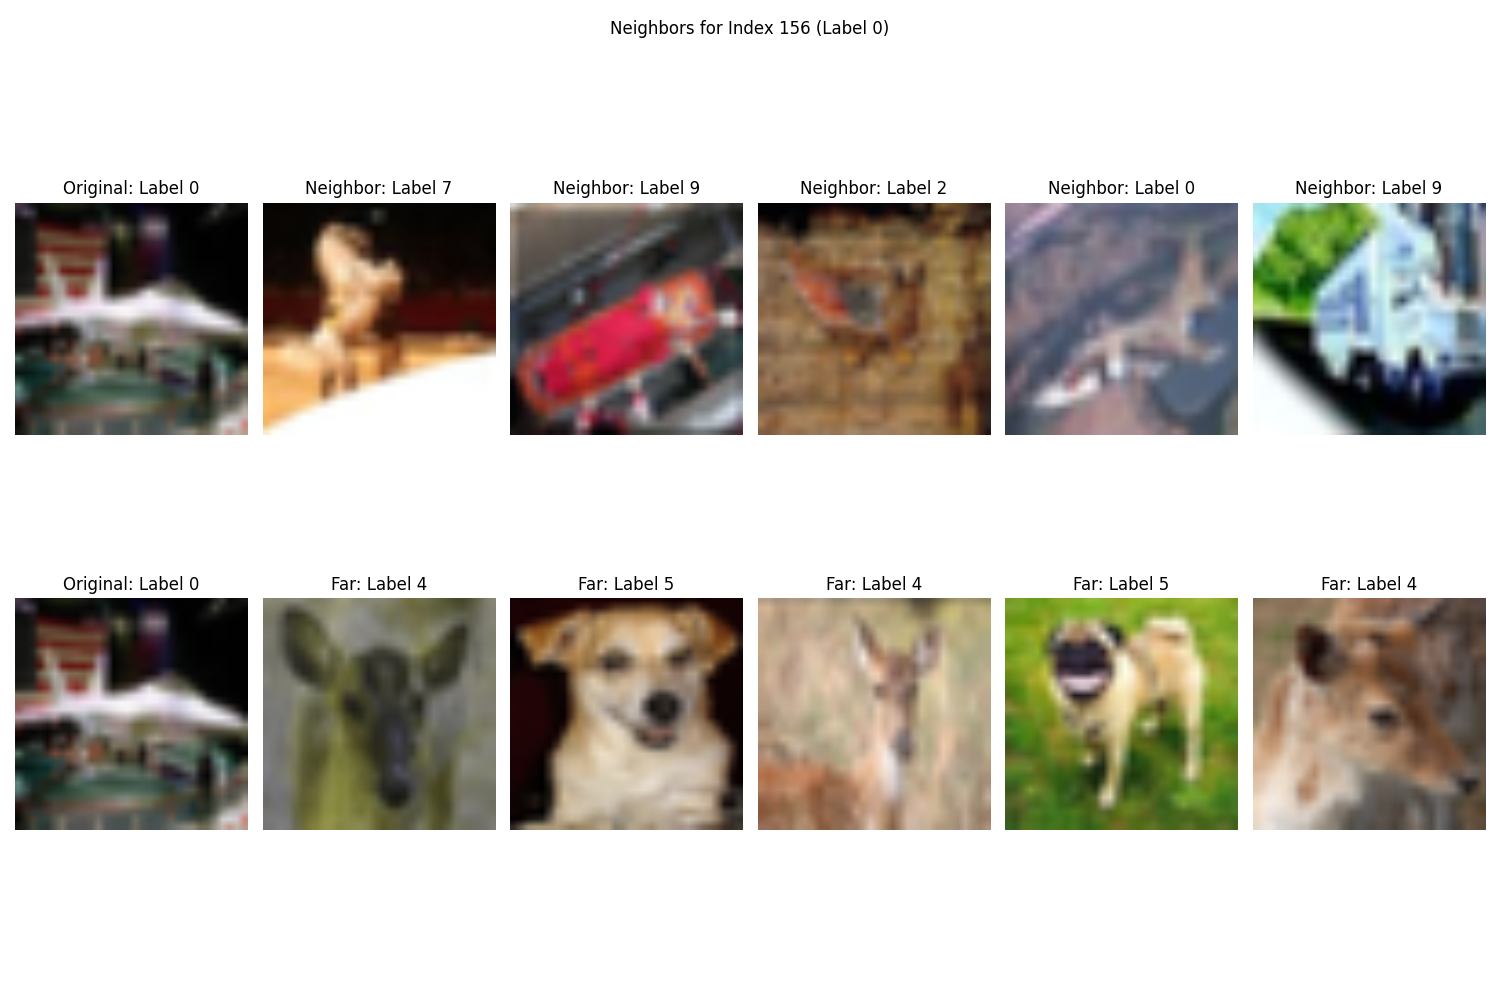 Neighbors for Index 156 (Label 0)
Original: Label 0
Neighbor: Label 7
Neighbor: Label 9
Neighbor: Label 2
Neighbor: Label 0
Neighbor: Label 9
Original: Label 0
Far: Label 4
Far: Label 5
Far: Label 4
Far: Label 5
Far: Label 4